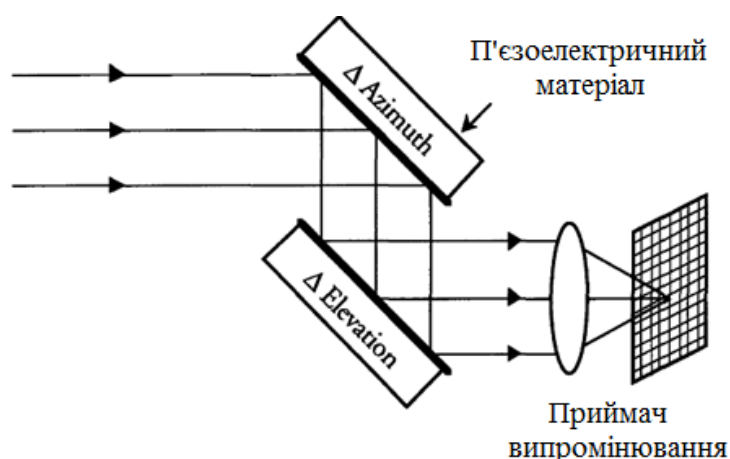 П'єзоелектричний
матеріал
Δ Azimuth
Δ Elevation
Приймач
випромінювання